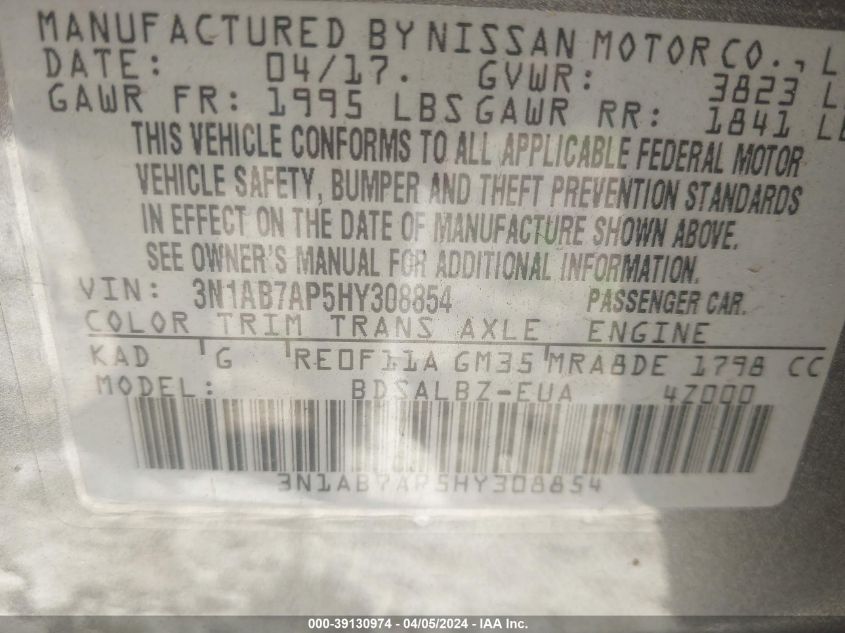 MANUFACTURED BY NISSAN MOTOR CO., L
DATE: 04/17. GVWR: 3823 L
GAWR FR: 1995 LBS GAWR RR: 1841 LB
THIS VEHICLE CONFORMS TO ALL APPLICABLE FEDERAL MOTOR
VEHICLE SAFETY, BUMPER AND THEFT PREVENTION STANDARDS
IN EFFECT ON THE DATE OF MANUFACTURE SHOWN ABOVE.
SEE OWNER'S MANUAL FOR ADDITIONAL INFORMATION.
VIN: 3N1AB7AP5HY308854 PASSENGER CAR.
COLOR TRIM TRANS AXLE ENGINE
KAD G RE0F11A GM35 MRA8DE 1798 CC
MODEL: BDSALBZ-EUA 4Z000
3N1AB7AP5HY308854
000-39130974 - 04/05/2024 - IAA Inc.